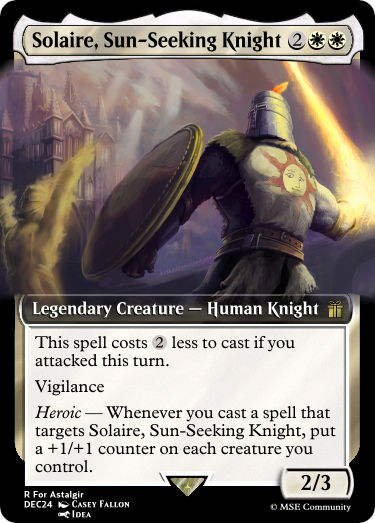 Solaire, Sun-Seeking Knight 2
Legendary Creature — Human Knight
This spell costs 2 less to cast if you
attacked this turn.
Vigilance
Heroic — Whenever you cast a spell that
targets Solaire, Sun-Seeking Knight, put
a +1/+1 counter on each creature you
control.
2/3
R For Astalgir
DEC24 Casey Fallon
Idea
© MSE Community